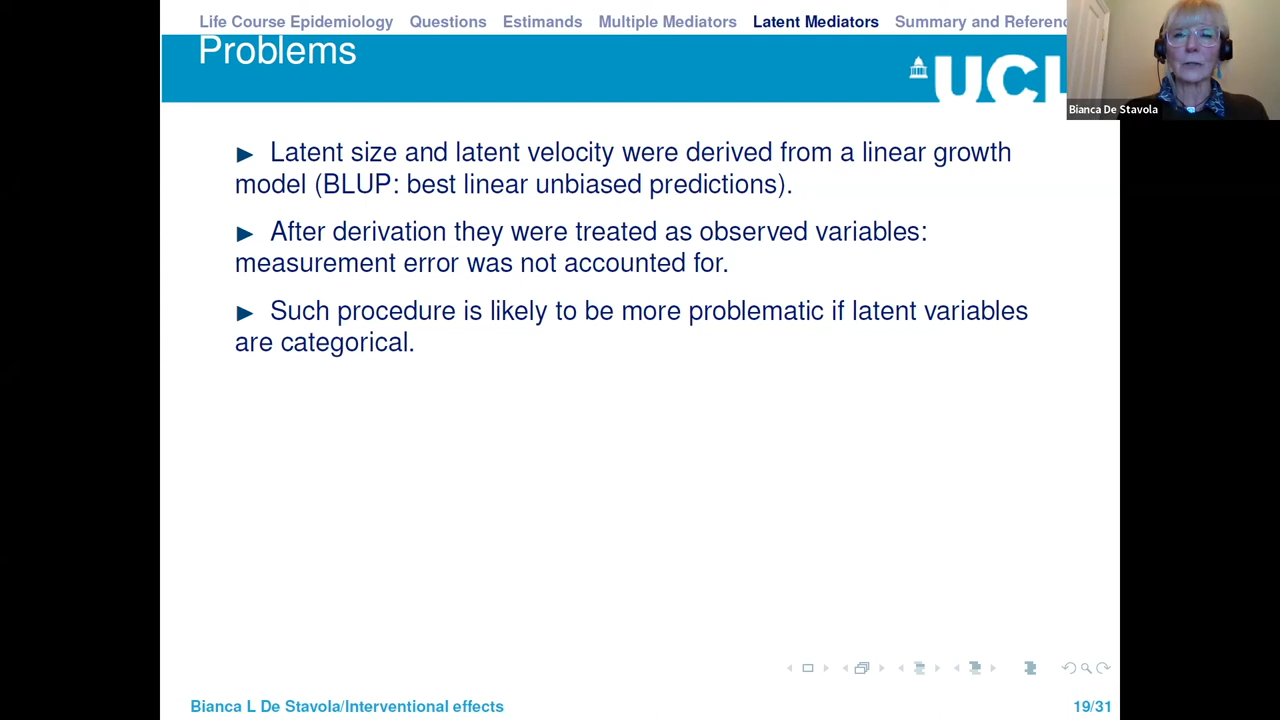 Life Course Epidemiology Questions Estimands Multiple Mediators Latent Mediators Summary and Referenc
Problems
UCL
Bianca De Stavola
► Latent size and latent velocity were derived from a linear growth
model (BLUP: best linear unbiased predictions).
► After derivation they were treated as observed variables:
measurement error was not accounted for.
► Such procedure is likely to be more problematic if latent variables
are categorical.
Bianca L De Stavola/Interventional effects 19/31